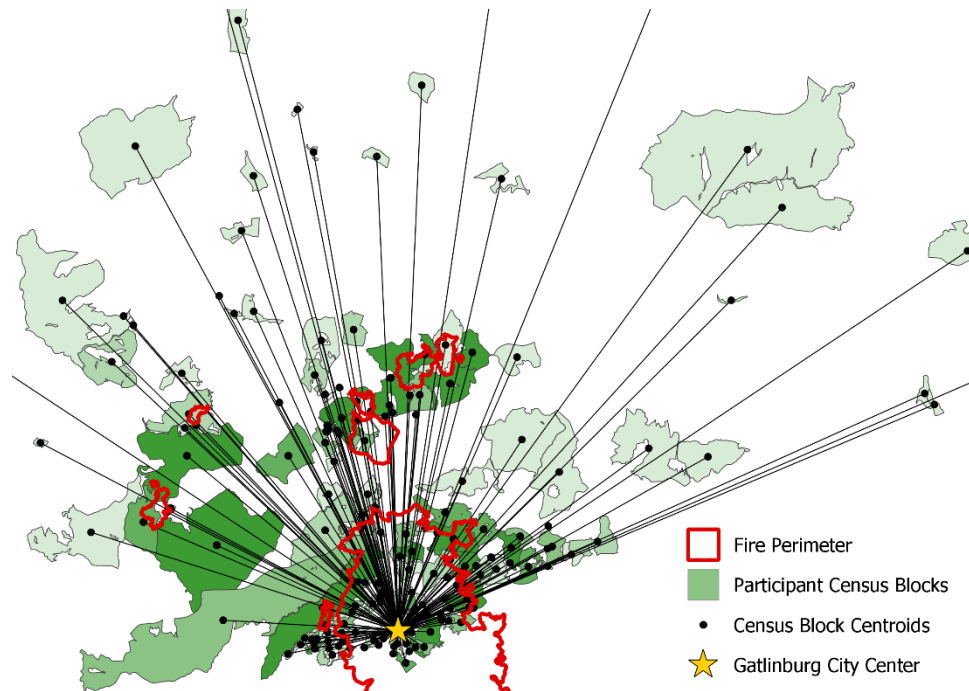 Fire Perimeter
Participant Census Blocks
Census Block Centroids
Gatlinburg City Center